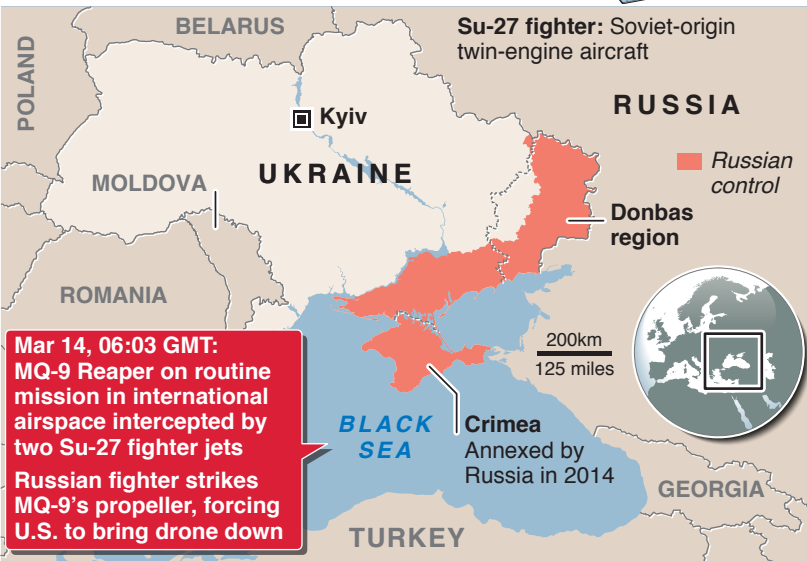 BELARUS
Su-27 fighter: Soviet-origin
twin-engine aircraft
POLAND
RUSSIA
Kyiv
UKRAINE
Russian
control
MOLDOVA
Donbas
region
ROMANIA
200km
125 miles
Mar 14, 06:03 GMT:
MQ-9 Reaper on routine
mission in international
airspace intercepted by
two Su-27 fighter jets
Russian fighter strikes
MQ-9's propeller, forcing
U.S. to bring drone down
BLACK
SEA
Crimea
Annexed by
Russia in 2014
GEORGIA
TURKEY